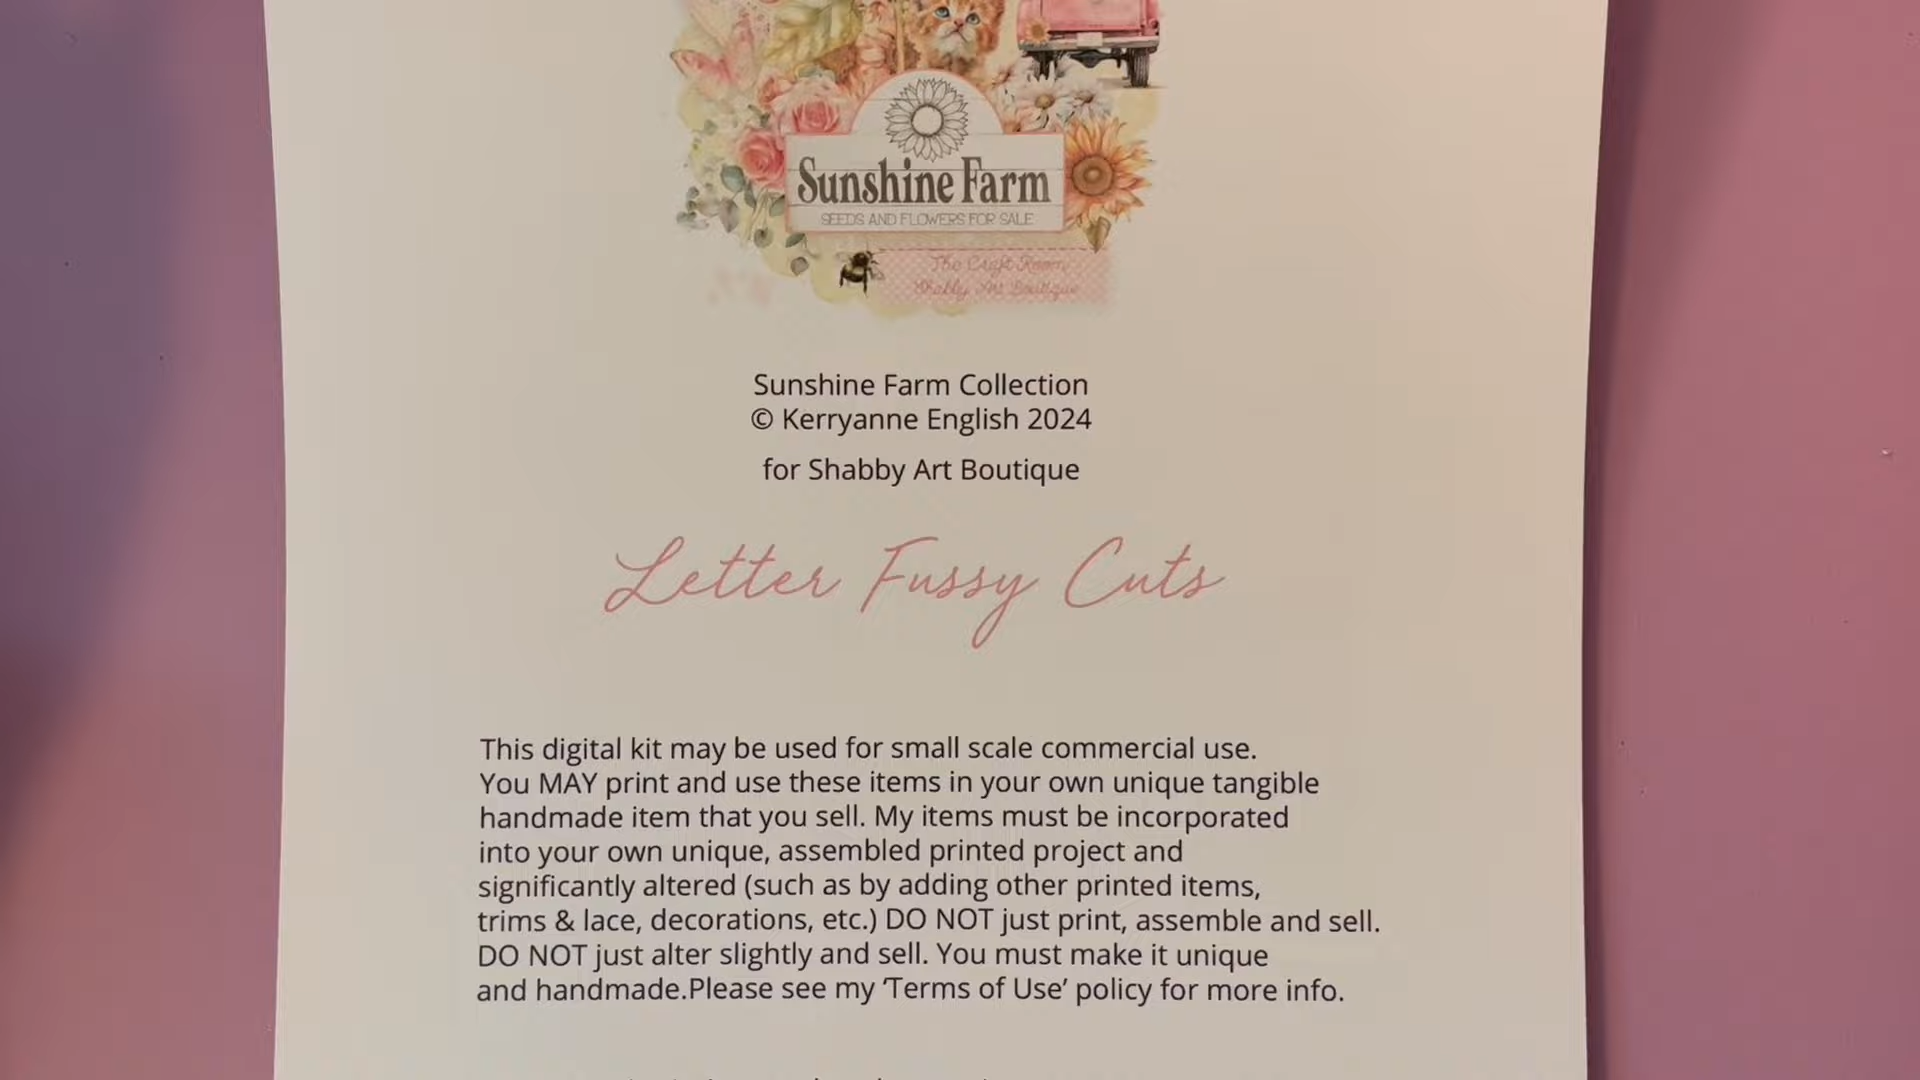 Sunshine Farm
SEEDS AND FLOWERS FOR SALE
The Craft Room
Shabby Art Boutique
Sunshine Farm Collection
© Kerryanne English 2024
for Shabby Art Boutique
Letter Fussy Cuts
This digital kit may be used for small scale commercial use.
You MAY print and use these items in your own unique tangible
handmade item that you sell. My items must be incorporated
into your own unique, assembled printed project and
significantly altered (such as by adding other printed items,
trims & lace, decorations, etc.) DO NOT just print, assemble and sell.
DO NOT just alter slightly and sell. You must make it unique
and handmade.Please see my ‘Terms of Use’ policy for more info.